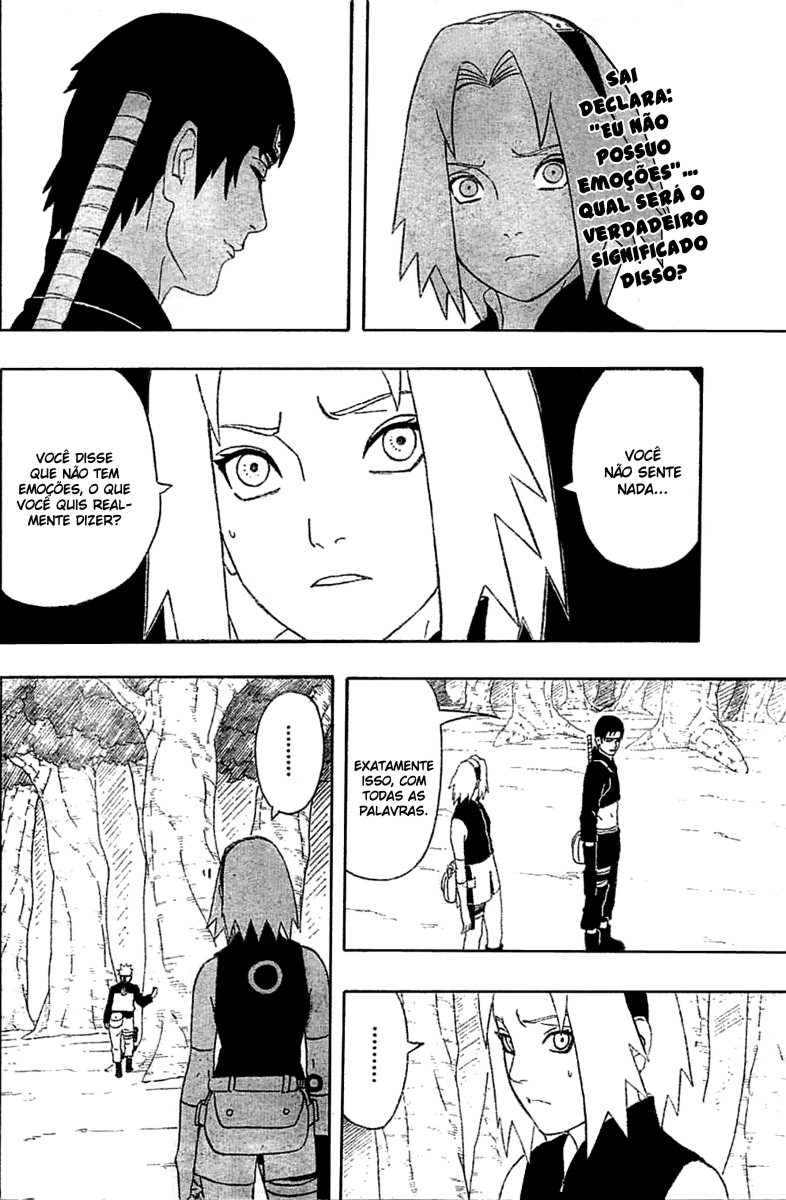 SAI
DECLARA:
"EU NÃO
POSSUO
EMOÇÕES"...
QUAL SERÁ O
VERDADEIRO
SIGNIFICADO
DISSO?
VOCÊ
NÃO SENTE
NADA...
VOCÊ DISSE
QUE NÃO TEM
EMOÇÕES, O QUE
VOCÊ QUIS REAL-
MENTE DIZER?
EXATAMENTE
ISSO, COM
TODAS AS
PALAVRAS.
.........
........